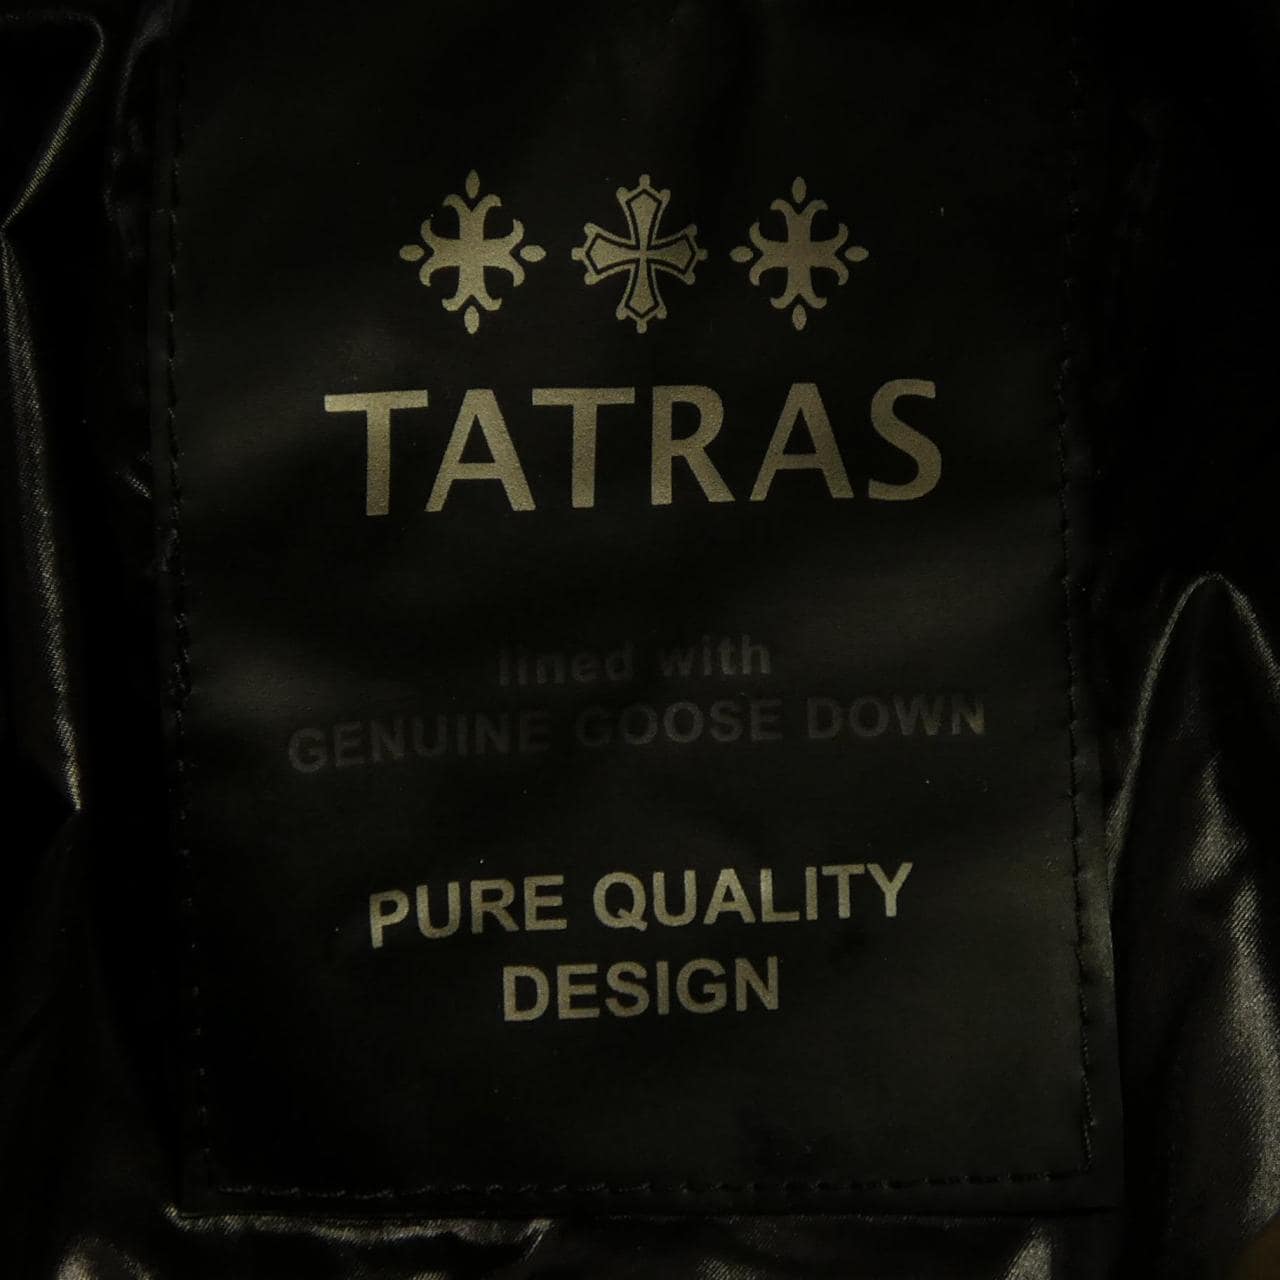 TATRAS
lined with
GENUINE GOOSE DOWN
PURE QUALITY
DESIGN